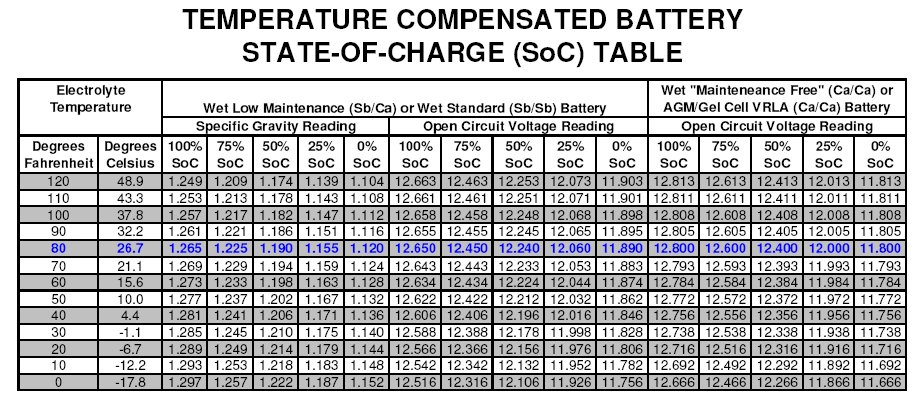 TEMPERATURE COMPENSATED BATTERY
STATE-OF-CHARGE (SoC) TABLE
Electrolyte Temperature
Wet Low Maintenance (Sb/Ca) or Wet Standard (Sb/Sb) Battery
Wet "Mainteneance Free" (Ca/Ca) or
AGM/Gel Cell VRLA (Ca/Ca) Battery
Specific Gravity Reading Open Circuit Voltage Reading Open Circuit Voltage Reading
Degrees Degrees 100% 75% 50% 25% 0% 100% 75% 50% 25% 0% 100% 75% 50% 25% 0%
Fahrenheit Celsius SoC SoC SoC SoC SoC SoC SoC SoC SoC SoC SoC SoC SoC SoC SoC
120 48.9 1.249 1.209 1.174 1.139 1.104 12.663 12.463 12.253 12.073 11.903 12.813 12.613 12.413 12.013 11.813
110 43.3 1.253 1.213 1.178 1.143 1.108 12.661 12.461 12.251 12.071 11.901 12.811 12.611 12.411 12.011 11.811
100 37.8 1.257 1.217 1.182 1.147 1.112 12.658 12.458 12.248 12.068 11.898 12.808 12.608 12.408 12.008 11.808
90 32.2 1.261 1.221 1.186 1.151 1.116 12.655 12.455 12.245 12.065 11.895 12.805 12.605 12.405 12.005 11.805
80 26.7 1.265 1.225 1.190 1.155 1.120 12.650 12.450 12.240 12.060 11.890 12.800 12.600 12.400 12.000 11.800
70 21.1 1.269 1.229 1.194 1.159 1.124 12.643 12.443 12.233 12.053 11.883 12.793 12.593 12.393 11.993 11.793
60 15.6 1.273 1.233 1.198 1.163 1.128 12.634 12.434 12.224 12.044 11.874 12.784 12.584 12.384 11.984 11.784
50 10.0 1.277 1.237 1.202 1.167 1.132 12.622 12.422 12.212 12.032 11.862 12.772 12.572 12.372 11.972 11.772
40 4.4 1.281 1.241 1.206 1.171 1.136 12.606 12.406 12.196 12.016 11.846 12.756 12.556 12.356 11.956 11.756
30 -1.1 1.285 1.245 1.210 1.175 1.140 12.588 12.388 12.178 11.998 11.828 12.738 12.538 12.338 11.938 11.738
20 -6.7 1.289 1.249 1.214 1.179 1.144 12.566 12.366 12.156 11.976 11.806 12.716 12.516 12.316 11.916 11.716
10 -12.2 1.293 1.253 1.218 1.183 1.148 12.542 12.342 12.132 11.952 11.782 12.692 12.492 12.292 11.892 11.692
0 -17.8 1.297 1.257 1.222 1.187 1.152 12.516 12.316 12.106 11.926 11.756 12.666 12.466 12.266 11.866 11.666